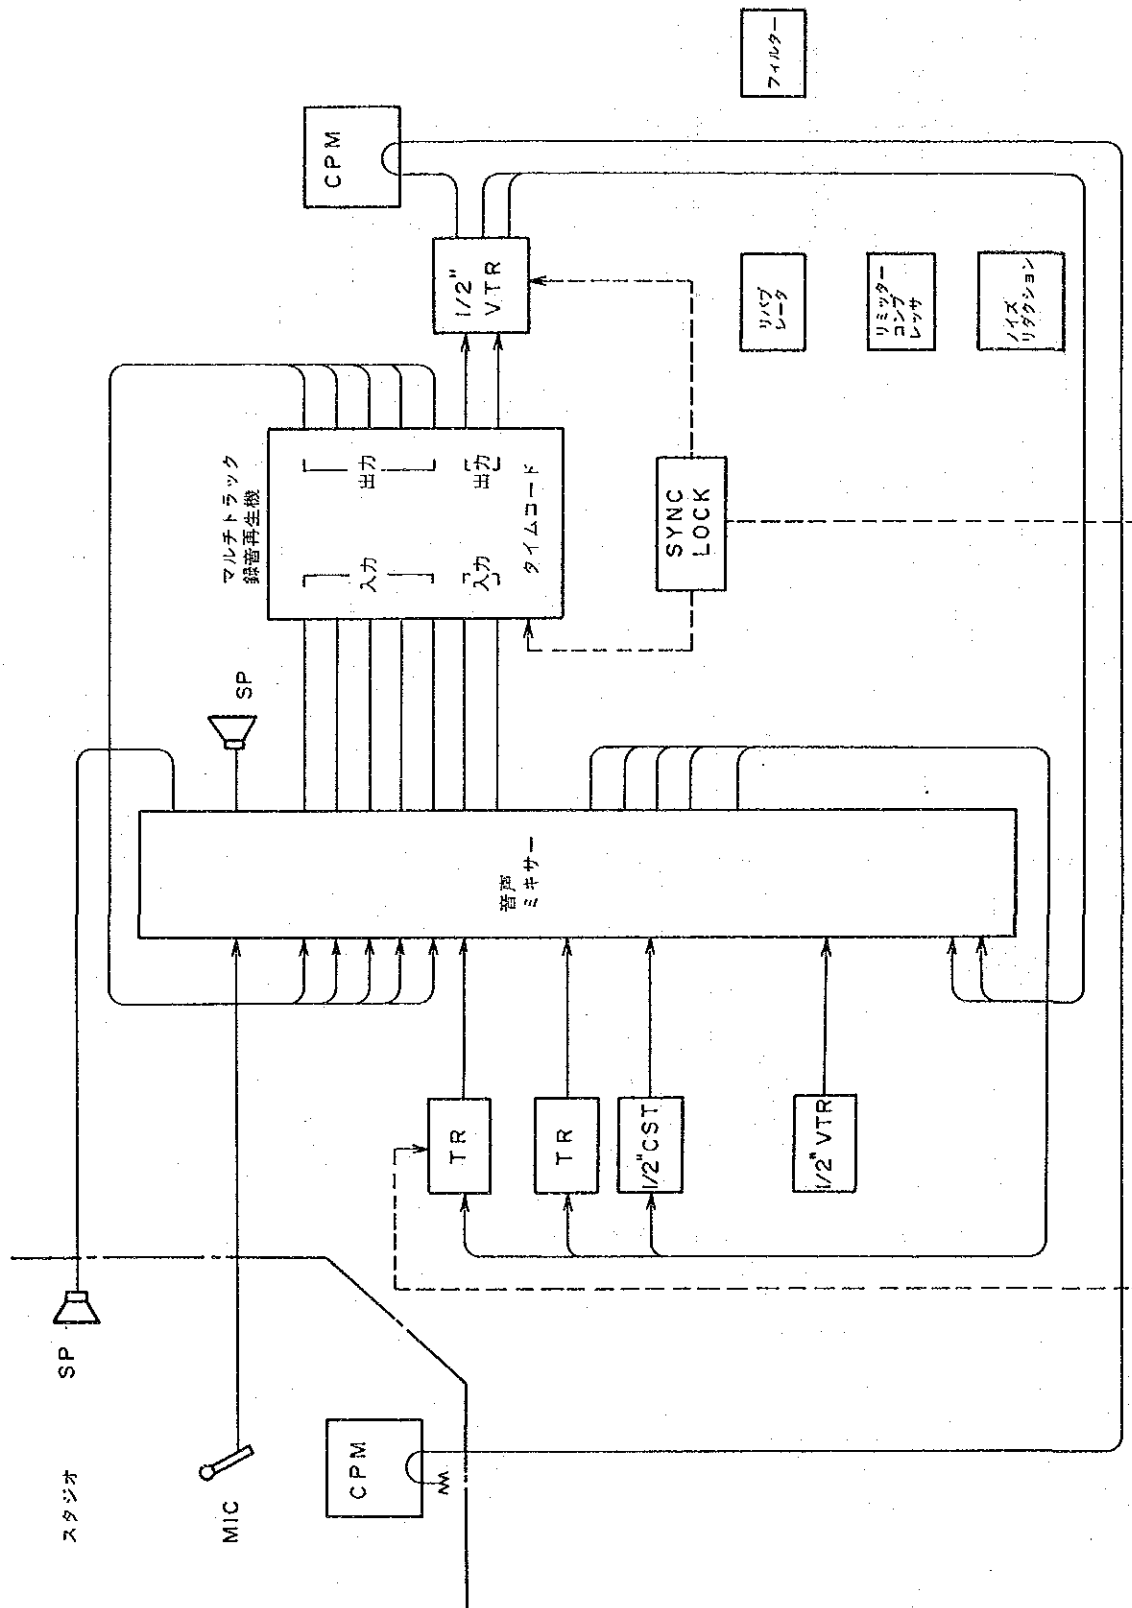 スタジオ
SP
MIC
CPM
SP
マルチトラック
録音再生機
入力
出力
入力
出力
タイムコード
CPM
1/2"
VTR
音声
ミキサー
TR
TR
1/2"CST
1/2"VTR
SYNC
LOCK
フィルター
リバブ
レータ
リミッター
コンプ
レッサ
ノイズ
リダクション